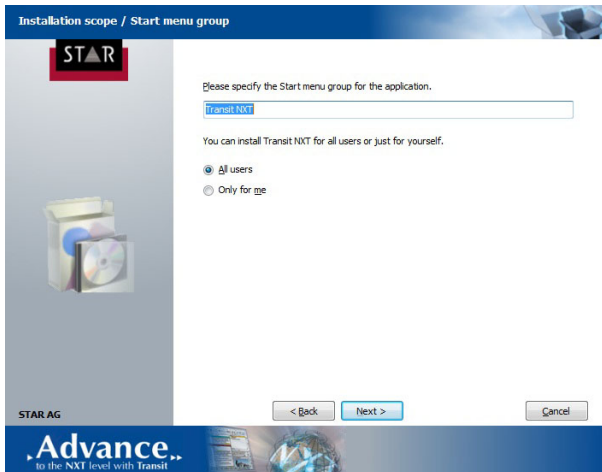 Installation scope / Start menu group
STAR
Please specify the Start menu group for the application.
Transit NXT
You can install Transit NXT for all users or just for yourself.
All users
Only for me
STAR AG
< Back
Next >
Cancel
Advance
to the NXT level with Transit